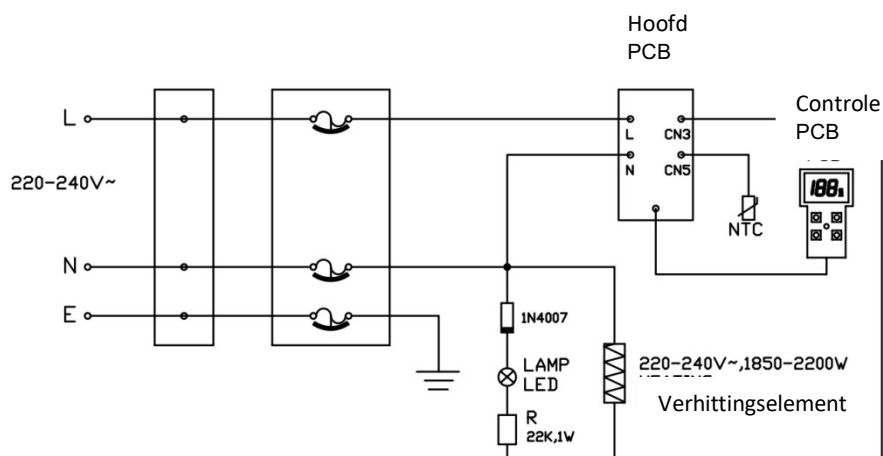 Hoofd
PCB
Controle
PCB
L
L
CN3
220-240V~
N
CN5
188
NTC
N
E
1N4007
LAMP
LED
220-240V~,1850-2200W
Verhittingselement
R
22K,1W